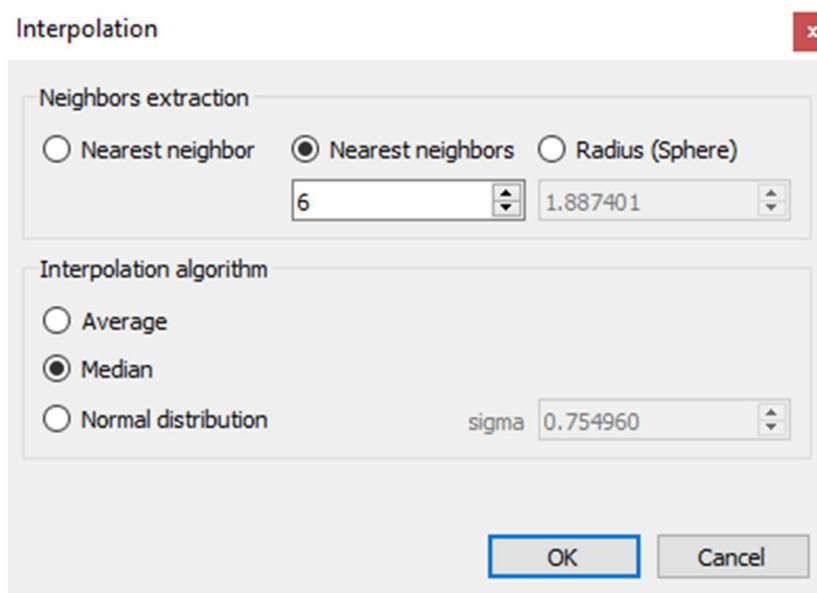 Interpolation
Neighbors extraction
Nearest neighbor Nearest neighbors Radius (Sphere)
6 1.887401
Interpolation algorithm
Average
Median
Normal distribution sigma 0.754960
OK Cancel